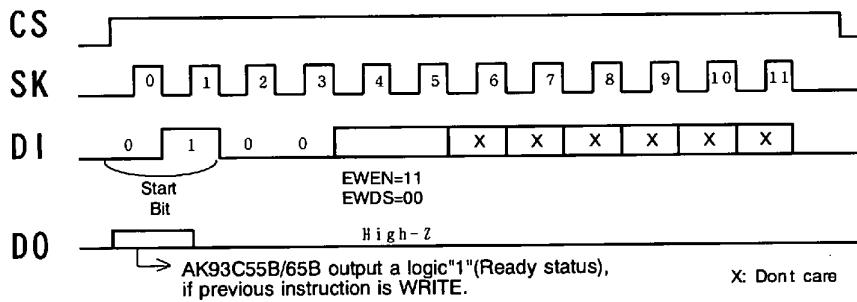 CS
SK 0 1 2 3 4 5 6 7 8 9 10 11
DI 0 1 0 0 X X X X X X
Start
Bit
EWEN=11
EWDS=00
DO High-Z
AK93C55B/65B output a logic"1"(Ready status),
if previous instruction is WRITE.
X: Dont care